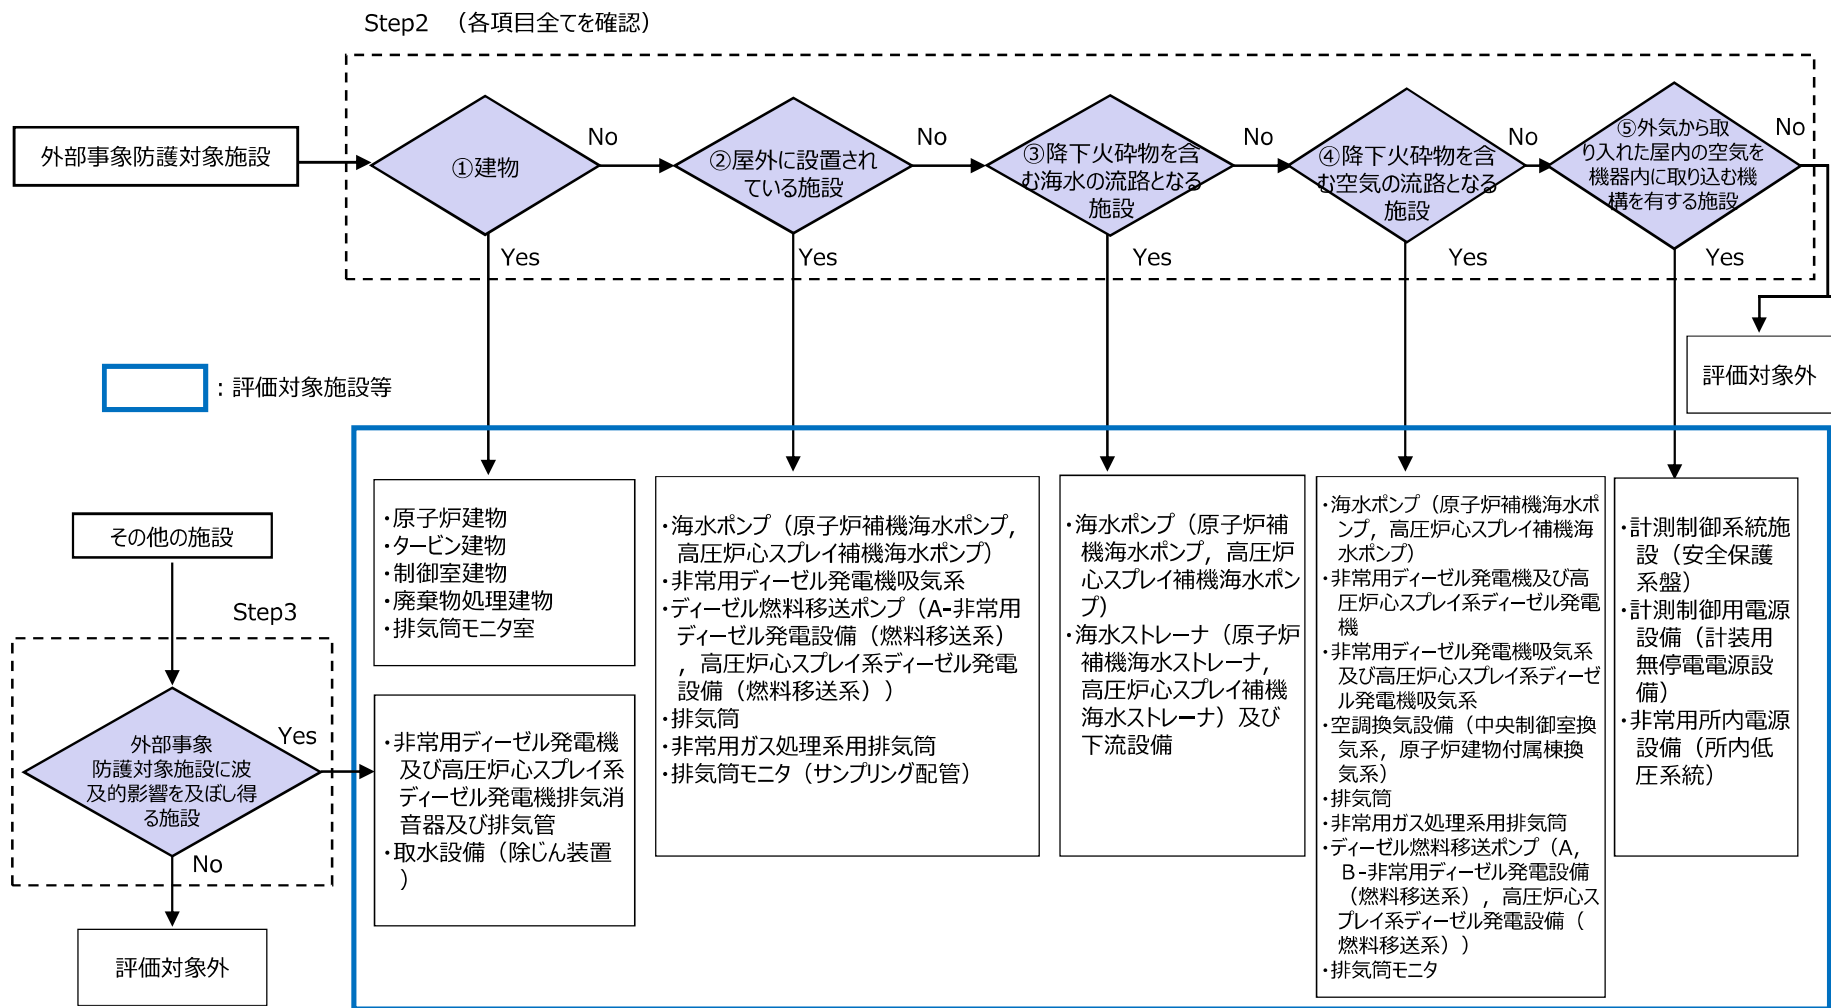 Step2 （各項目全てを確認）
外部事象防護対象施設
①建物
No
Yes
②屋外に設置され
ている施設
No
Yes
③降下火砕物を含
む海水の流路となる
施設
No
Yes
④降下火砕物を含
む空気の流路となる
施設
No
Yes
⑤外気から取
り入れた屋内の空気を
機器内に取り込む機
構を有する施設
No
Yes
評価対象外
：評価対象施設等
・原子炉建物
・タービン建物
・制御室建物
・廃棄物処理建物
・排気筒モニタ室
・海水ポンプ（原子炉補機海水ポンプ，
高圧炉心スプレイ補機海水ポンプ）
・非常用ディーゼル発電機吸気系
・ディーゼル燃料移送ポンプ（A-非常用
ディーゼル発電設備（燃料移送系）
，高圧炉心スプレイ系ディーゼル発電
設備（燃料移送系））
・排気筒
・非常用ガス処理系用排気筒
・排気筒モニタ（サンプリング配管）
・海水ポンプ（原子炉補
機海水ポンプ，高圧炉
心スプレイ補機海水ポン
プ）
・海水ストレーナ（原子炉
補機海水ストレーナ，
高圧炉心スプレイ補機
海水ストレーナ）及び
下流設備
・海水ポンプ（原子炉補機海水ポ
ンプ，高圧炉心スプレイ補機海
水ポンプ）
・非常用ディーゼル発電機及び高
圧炉心スプレイ系ディーゼル発電
機
・非常用ディーゼル発電機吸気系
及び高圧炉心スプレイ系ディーゼ
ル発電機吸気系
・空調換気設備（中央制御室換
気系，原子炉建物付属棟換
気系）
・排気筒
・非常用ガス処理系用排気筒
・ディーゼル燃料移送ポンプ（A，
B-非常用ディーゼル発電設備
（燃料移送系），高圧炉心ス
プレイ系ディーゼル発電設備（
燃料移送系））
・排気筒モニタ
・計測制御系統施
設（安全保護
系盤）
・計測制御用電源
設備（計装用
無停電電源設
備）
・非常用所内電源
設備（所内低
圧系統）
その他の施設
Step3
外部事象
防護対象施設に波
及的影響を及ぼし得
る施設
Yes
No
評価対象外
・非常用ディーゼル発電機
及び高圧炉心スプレイ系
ディーゼル発電機排気消
音器及び排気管
・取水設備（除じん装置
）